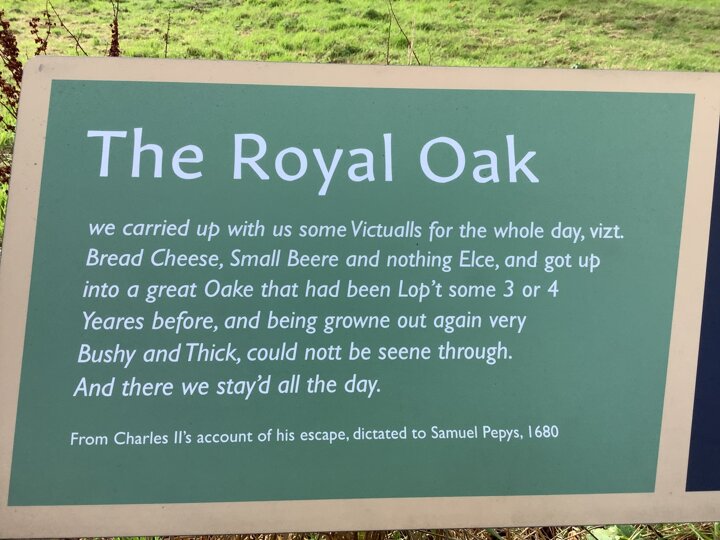 The Royal Oak
we carried up with us some Victualls for the whole day, vizt.
Bread Cheese, Small Beere and nothing Elce, and got up
into a great Oake that had been Lop't some 3 or 4
Yeares before, and being growne out again very
Bushy and Thick, could nott be seene through.
And there we stay'd all the day.
From Charles II's account of his escape, dictated to Samuel Pepys, 1680